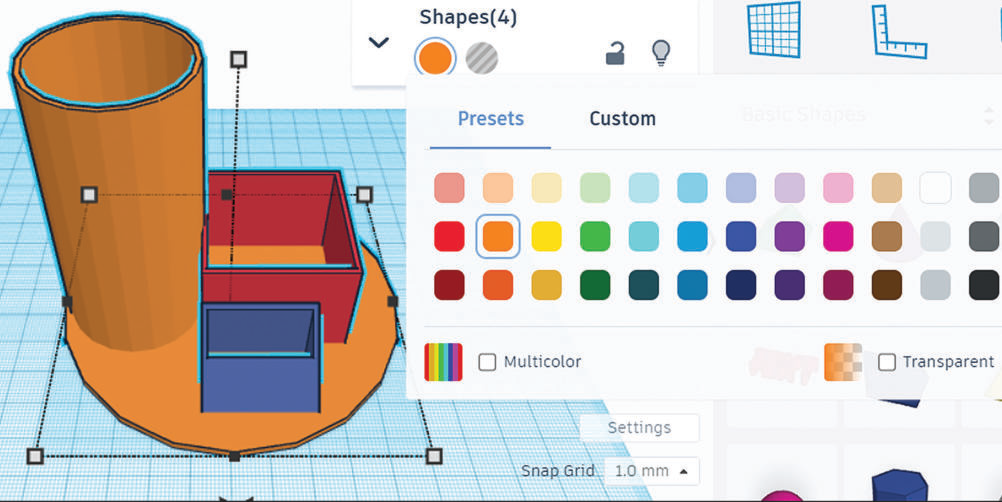 Shapes(4)
Presets
Custom
Basic Shapes
Multicolor
Transparent
Settings
Snap Grid
1.0 mm